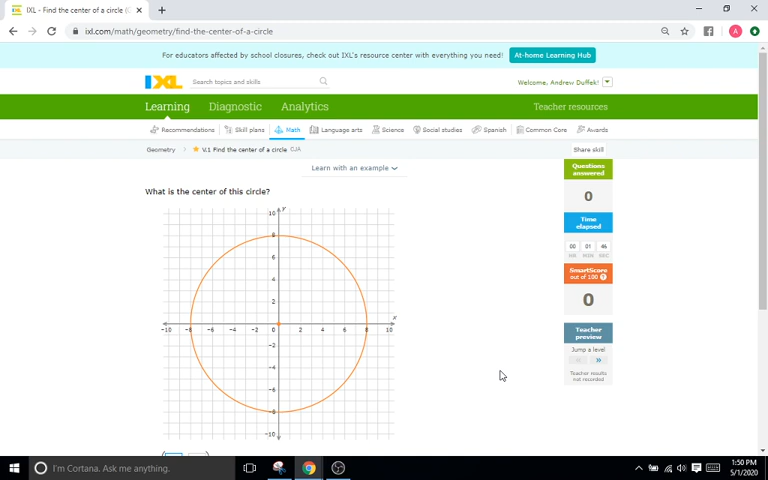 IXL - Find the center of a circle (
ixl.com/math/geometry/find-the-center-of-a-circle
A
For educators affected by school closures, check out IXL's resource center with everything you need! At-home Learning Hub
IXL Search topics and skills Welcome, Andrew Duffek!
Learning Diagnostic Analytics Teacher resources
Recommendations Skill plans Math Language arts Science Social studies Spanish Common Core Awards
Geometry V.1 Find the center of a circle GJA Share skill
Learn with an example
Questions answered
0
What is the center of this circle?
Time elapsed
00 01 46
HR MIN SEC
SmartScore
out of 100 ?
0
Teacher preview
Jump a level
Teacher results not recorded
y
10
8
6
4
2
x
-10 -8 -6 -4 -2 0 2 4 6 8 10
-2
-4
-6
-8
-10
I'm Cortana. Ask me anything.
1:50 PM
5/1/2020